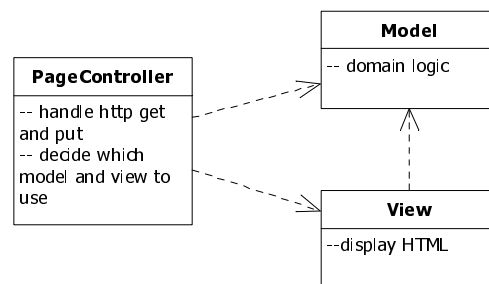 PageController
-- handle http get
and put
-- decide which
model and view to
use
Model
-- domain logic
View
--display HTML